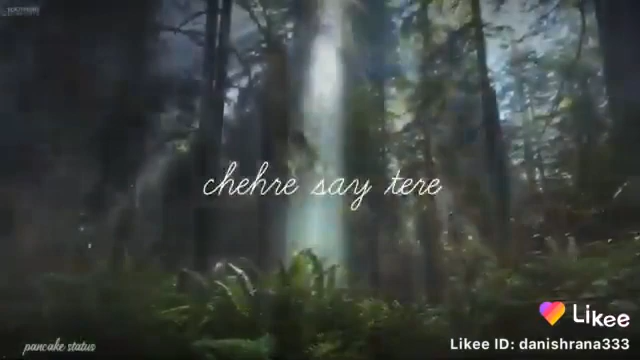 chehre say tere
Likee
Likee ID: danishrana333
pancake status